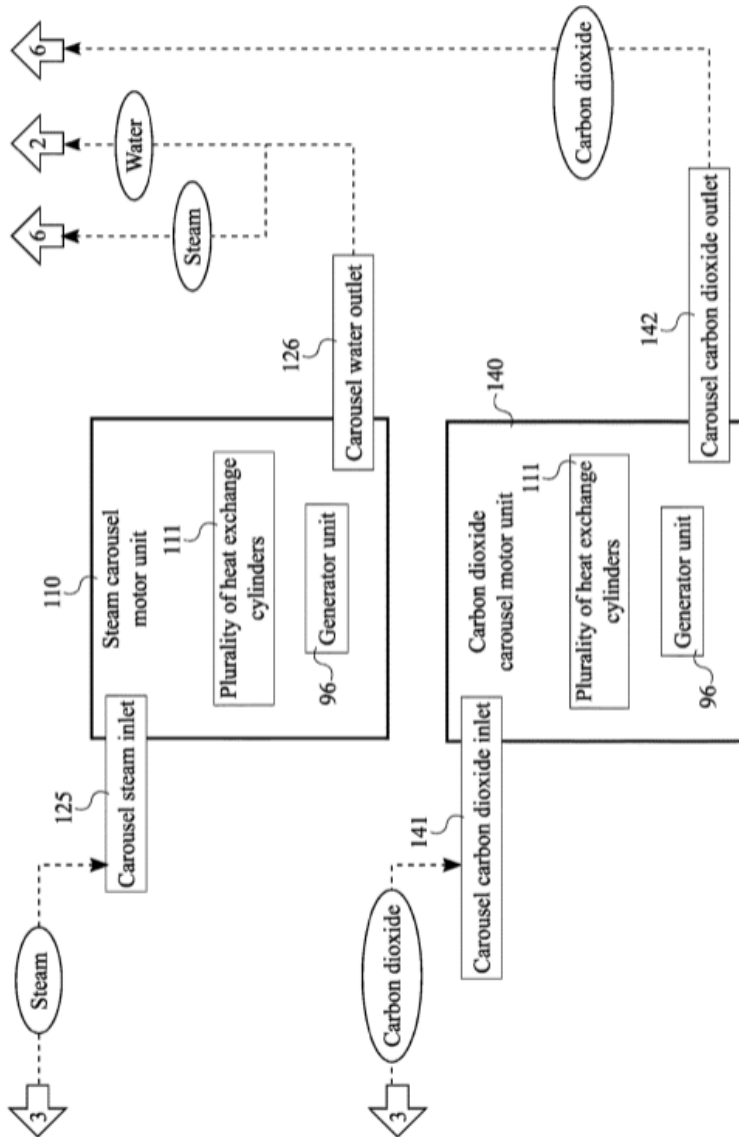 3
Steam
125
Carousel steam inlet
110
Steam carousel
motor unit
111
Plurality of heat exchange
cylinders
96
Generator unit
126
Carousel water outlet
Steam
6
Water
2
3
Carbon dioxide
141
Carousel carbon dioxide inlet
140
Carbon dioxide
carousel motor unit
111
Plurality of heat exchange
cylinders
96
Generator unit
142
Carousel carbon dioxide outlet
Carbon dioxide
6